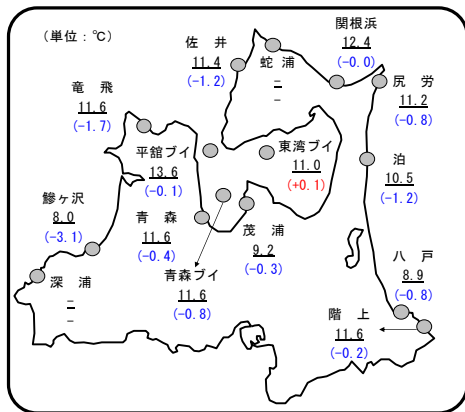 (単位：℃)
関根浜
12.4
(-0.0)
佐 井
11.4
(-1.2)
蛇 浦
－
－
尻 労
11.2
(-0.8)
竜 飛
11.6
(-1.7)
平舘ブイ
13.6
(-0.1)
東湾ブイ
11.0
(+0.1)
泊
10.5
(-1.2)
鰺ヶ沢
8.0
(-3.1)
青 森
11.6
(-0.4)
茂 浦
9.2
(-0.3)
深 浦
－
－
青森ブイ
11.6
(-0.8)
八 戸
8.9
(-0.8)
階 上
11.6
(-0.2)